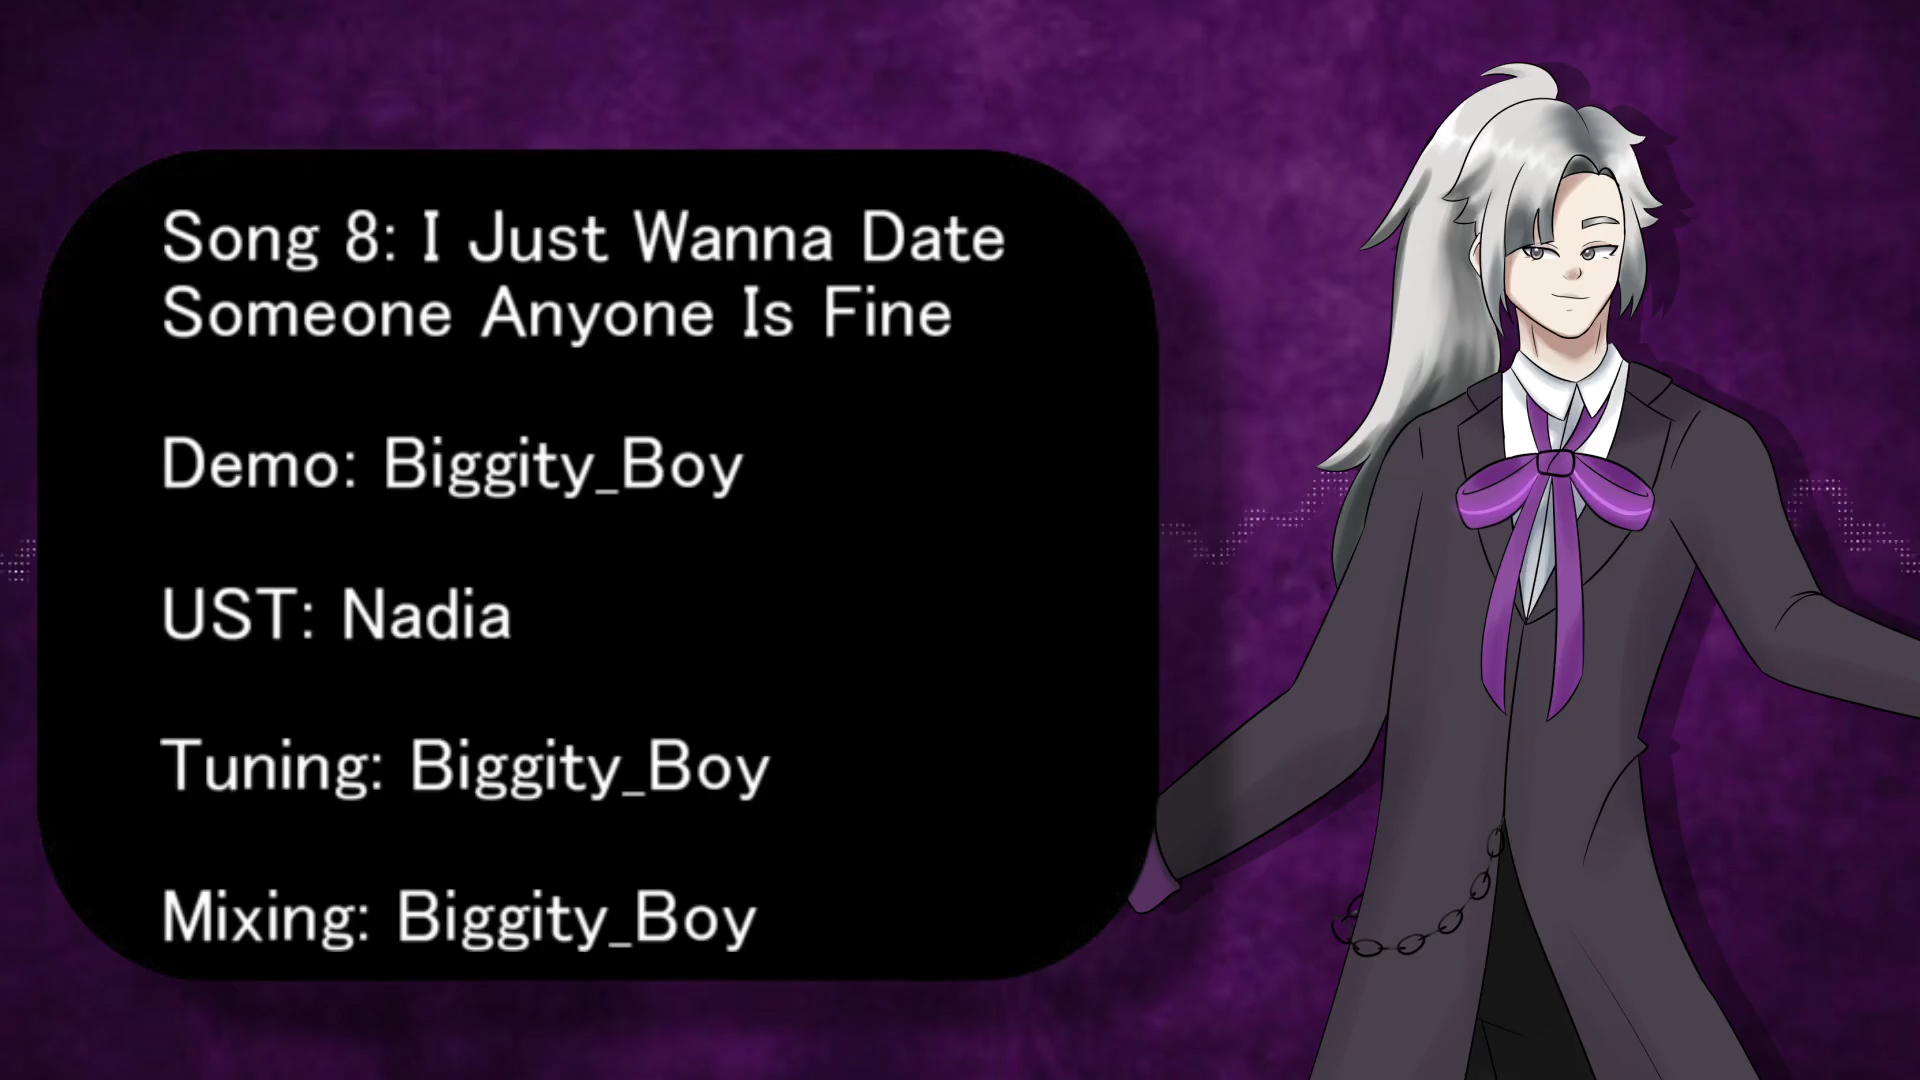 Song 8: I Just Wanna Date
Someone Anyone Is Fine
Demo: Biggity_Boy
UST: Nadia
Tuning: Biggity_Boy
Mixing: Biggity_Boy